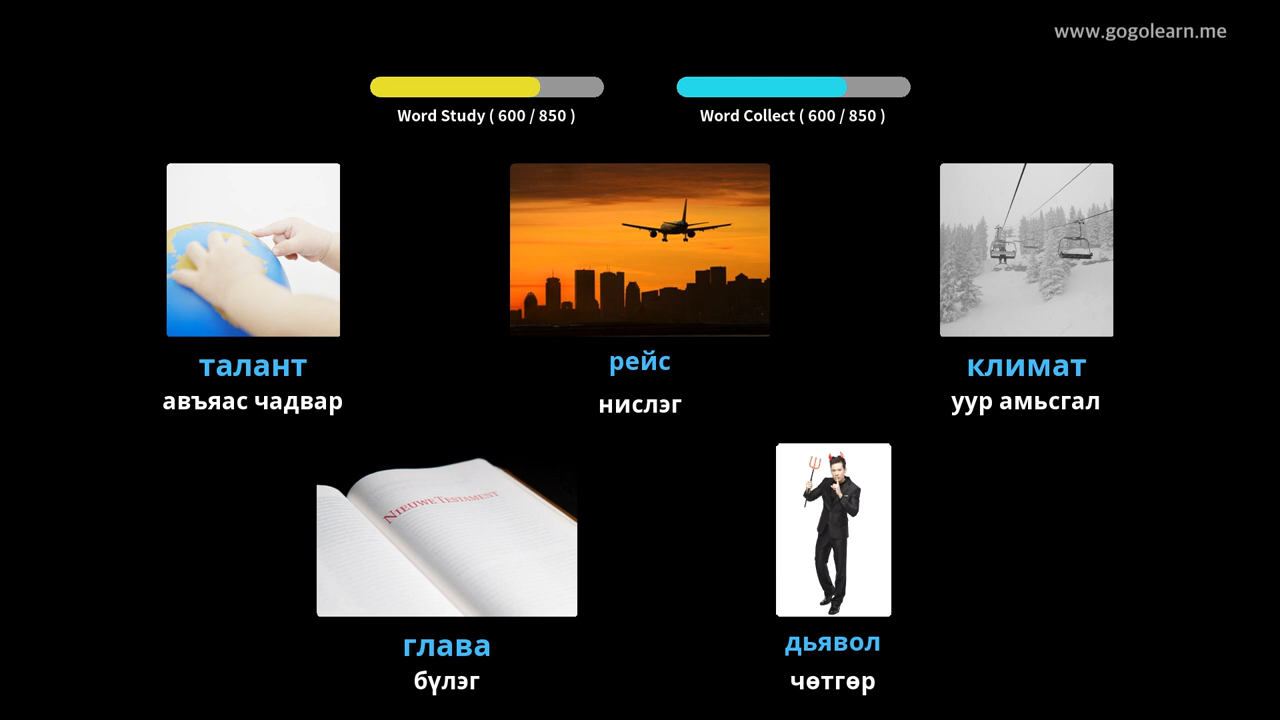 www.gogolearn.me
Word Study ( 600 / 850 )
Word Collect ( 600 / 850 )
талант
авъяас чадвар
рейс
нислэг
климат
уур амьсгал
NIEUWE TESTAMENT
глава
бүлэг
дьявол
чөтгөр